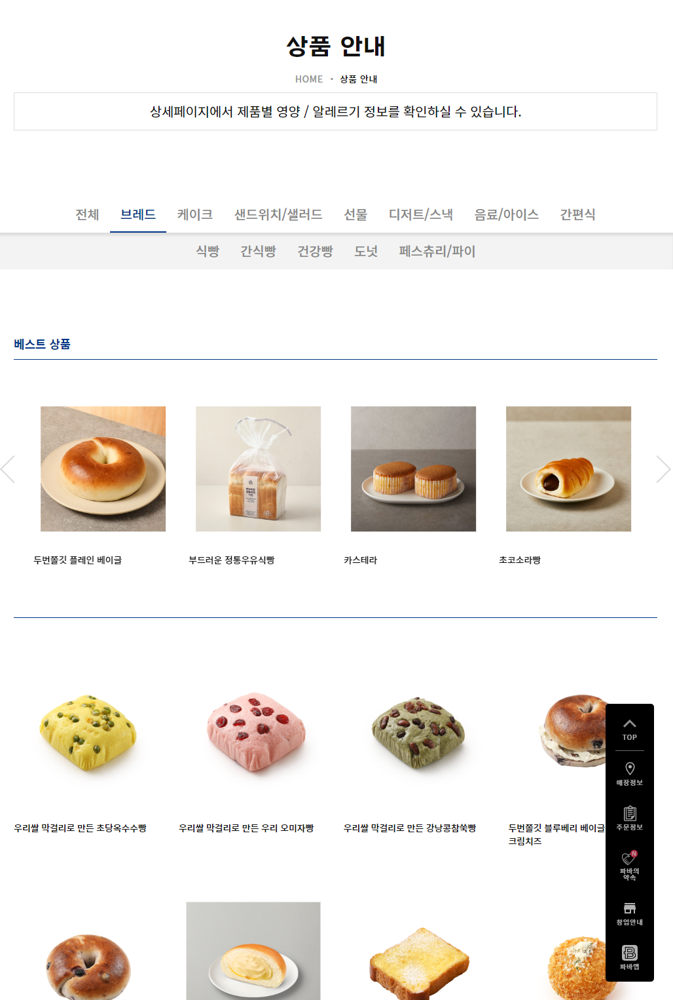 상품 안내
HOME • 상품 안내
상세페이지에서 제품별 영양 / 알레르기 정보를 확인하실 수 있습니다.
전체 브레드 케이크 샌드위치/샐러드 선물 디저트/스낵 음료/아이스 간편식
식빵 간식빵 건강빵 도넛 페스츄리/파이
베스트 상품
두번쫄깃 플레인 베이글
부드러운 정통우유식빵
카스테라
초코소라빵
우리쌀 막걸리로 만든 초당옥수수빵
우리쌀 막걸리로 만든 우리 오미자빵
우리쌀 막걸리로 만든 강낭콩참쑥빵
두번쫄깃 블루베리 베이글
크림치즈
TOP
매장정보
주문정보
N
파바의
약속
창업안내
파바앱